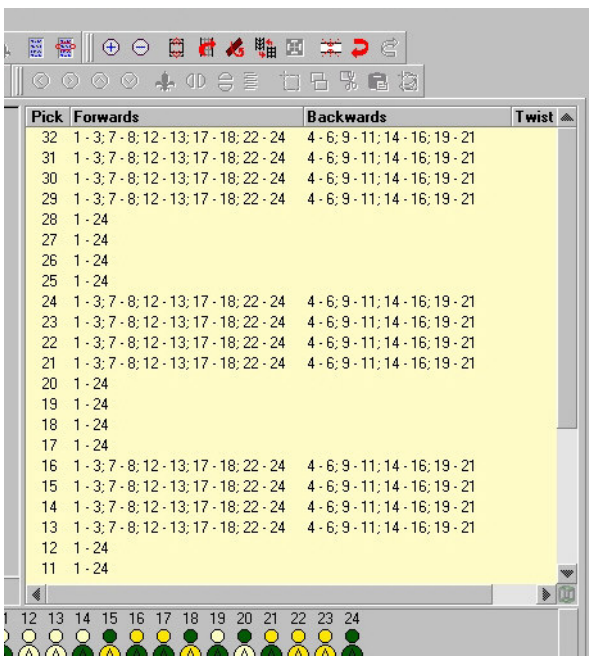 Pick Forwards Backwards Twist
32 1 - 3; 7 - 8; 12 - 13; 17 - 18; 22 - 24 4 - 6; 9 - 11; 14 - 16; 19 - 21
31 1 - 3; 7 - 8; 12 - 13; 17 - 18; 22 - 24 4 - 6; 9 - 11; 14 - 16; 19 - 21
30 1 - 3; 7 - 8; 12 - 13; 17 - 18; 22 - 24 4 - 6; 9 - 11; 14 - 16; 19 - 21
29 1 - 3; 7 - 8; 12 - 13; 17 - 18; 22 - 24 4 - 6; 9 - 11; 14 - 16; 19 - 21
28 1 - 24
27 1 - 24
26 1 - 24
25 1 - 24
24 1 - 3; 7 - 8; 12 - 13; 17 - 18; 22 - 24 4 - 6; 9 - 11; 14 - 16; 19 - 21
23 1 - 3; 7 - 8; 12 - 13; 17 - 18; 22 - 24 4 - 6; 9 - 11; 14 - 16; 19 - 21
22 1 - 3; 7 - 8; 12 - 13; 17 - 18; 22 - 24 4 - 6; 9 - 11; 14 - 16; 19 - 21
21 1 - 3; 7 - 8; 12 - 13; 17 - 18; 22 - 24 4 - 6; 9 - 11; 14 - 16; 19 - 21
20 1 - 24
19 1 - 24
18 1 - 24
17 1 - 24
16 1 - 3; 7 - 8; 12 - 13; 17 - 18; 22 - 24 4 - 6; 9 - 11; 14 - 16; 19 - 21
15 1 - 3; 7 - 8; 12 - 13; 17 - 18; 22 - 24 4 - 6; 9 - 11; 14 - 16; 19 - 21
14 1 - 3; 7 - 8; 12 - 13; 17 - 18; 22 - 24 4 - 6; 9 - 11; 14 - 16; 19 - 21
13 1 - 3; 7 - 8; 12 - 13; 17 - 18; 22 - 24 4 - 6; 9 - 11; 14 - 16; 19 - 21
12 1 - 24
11 1 - 24
12 13 14 15 16 17 18 19 20 21 22 23 24